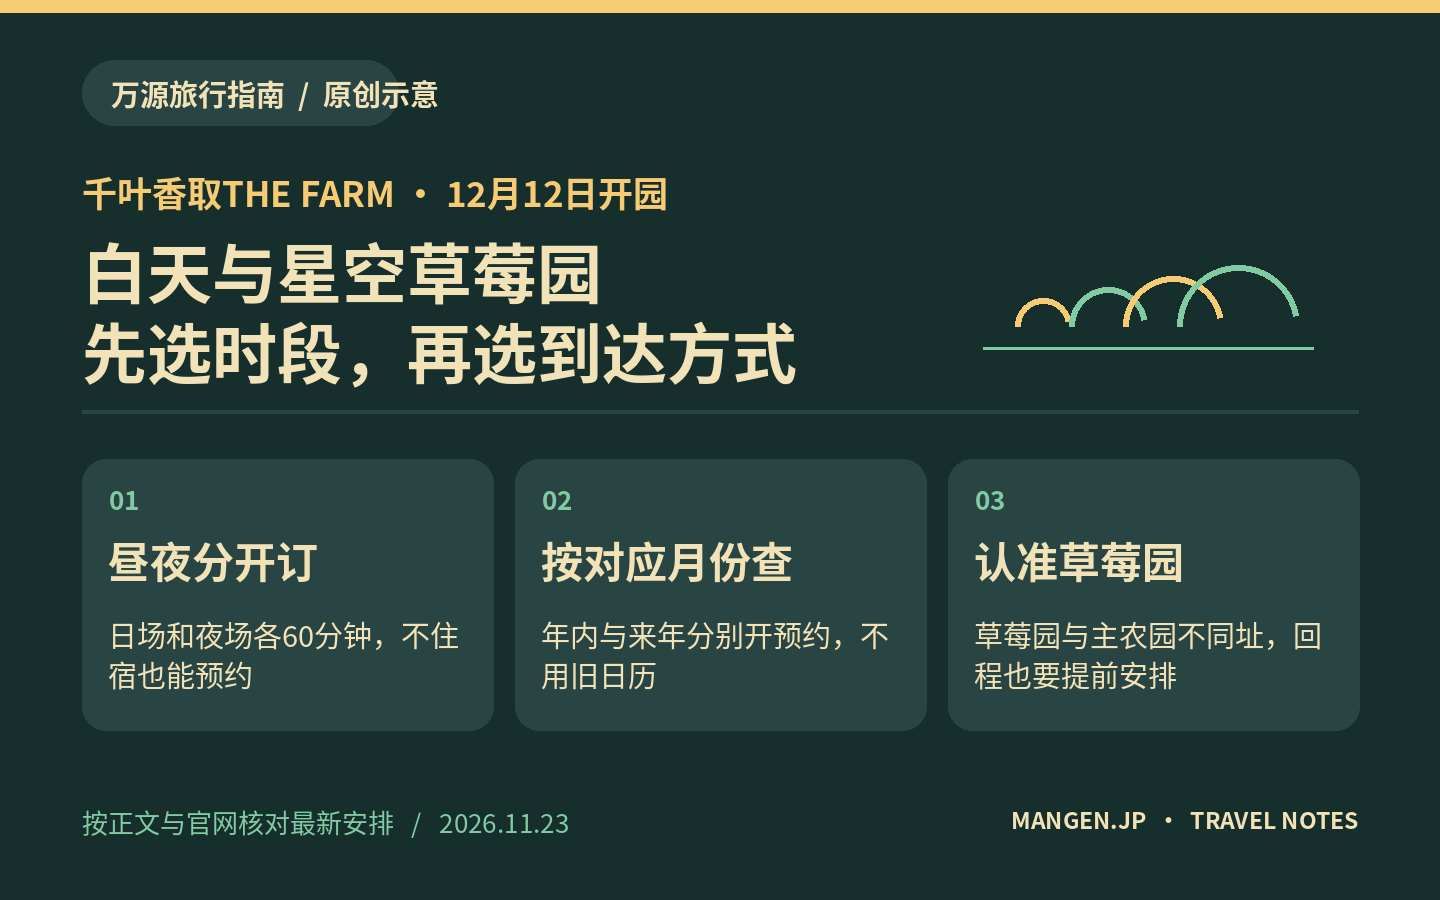 万源旅行指南 / 原创示意
千叶香取THE FARM · 12月12日开园
白天与星空草莓园
先选时段，再选到达方式
01
昼夜分开订
日场和夜场各60分钟，不住
宿也能预约
02
按对应月份查
年内与来年分别开预约，不
用旧日历
03
认准草莓园
草莓园与主农园不同址，回
程也要提前安排
按正文与官网核对最新安排 / 2026.11.23
MANGEN.JP · TRAVEL NOTES